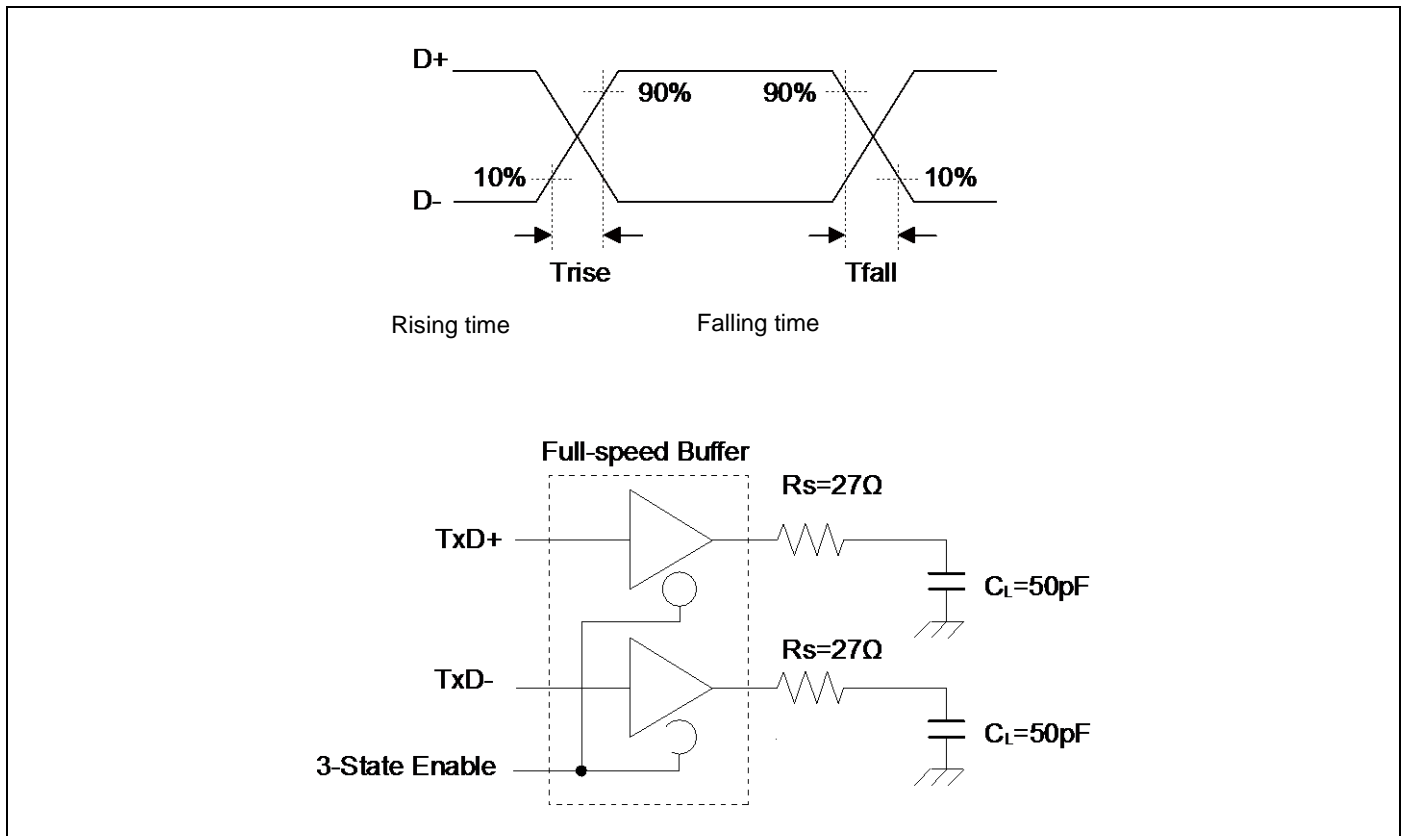 D+
90%
90%
10%
10%
D-
Trise
Tfall
Rising time
Falling time
Full-speed Buffer
Rs=27Ω
TxD+
CL=50pF
Rs=27Ω
TxD-
CL=50pF
3-State Enable